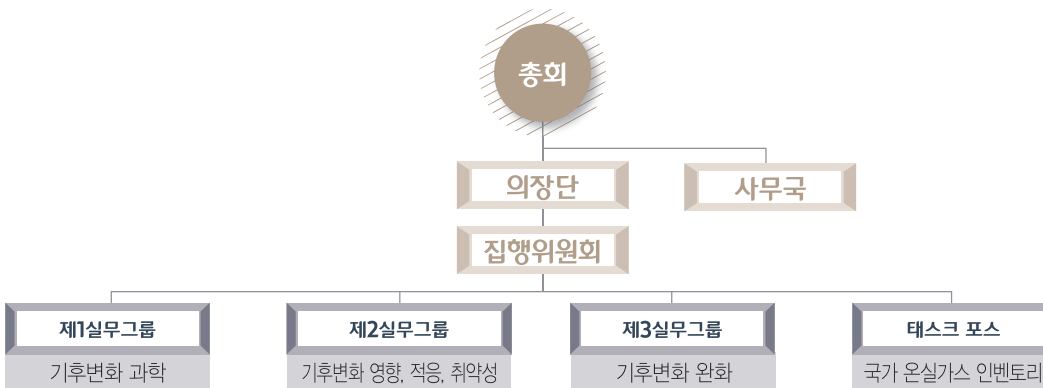 총회
의장단
사무국
집행위원회
제1실무그룹
제2실무그룹
제3실무그룹
태스크 포스
기후변화 과학
기후변화 영향, 적응, 취약성
기후변화 완화
국가 온실가스 인벤토리